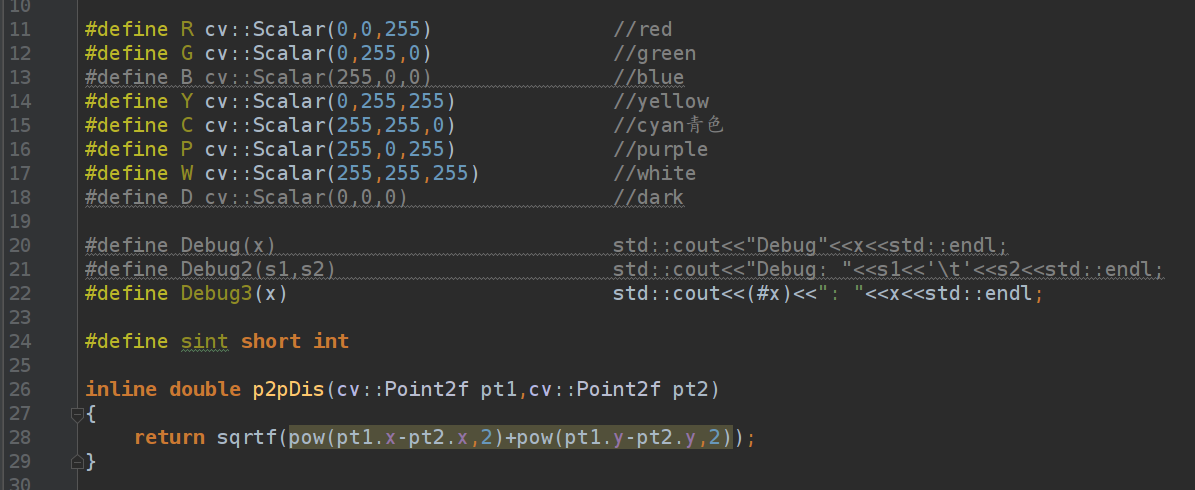 10
11 #define R cv::Scalar(0,0,255) //red
12 #define G cv::Scalar(0,255,0) //green
13 #define B cv::Scalar(255,0,0) //blue
14 #define Y cv::Scalar(0,255,255) //yellow
15 #define C cv::Scalar(255,255,0) //cyan青色
16 #define P cv::Scalar(255,0,255) //purple
17 #define W cv::Scalar(255,255,255) //white
18 #define D cv::Scalar(0,0,0) //dark
19
20 #define Debug(x) std::cout<<"Debug"<<x<<std::endl;
21 #define Debug2(s1,s2) std::cout<<"Debug: "<<s1<<'\t'<<s2<<std::endl;
22 #define Debug3(x) std::cout<<(#x)<<": "<<x<<std::endl;
23
24 #define sint short int
25
26 inline double p2pDis(cv::Point2f pt1,cv::Point2f pt2)
27 {
28 return sqrtf(pow(pt1.x-pt2.x,2)+pow(pt1.y-pt2.y,2));
29 }
30